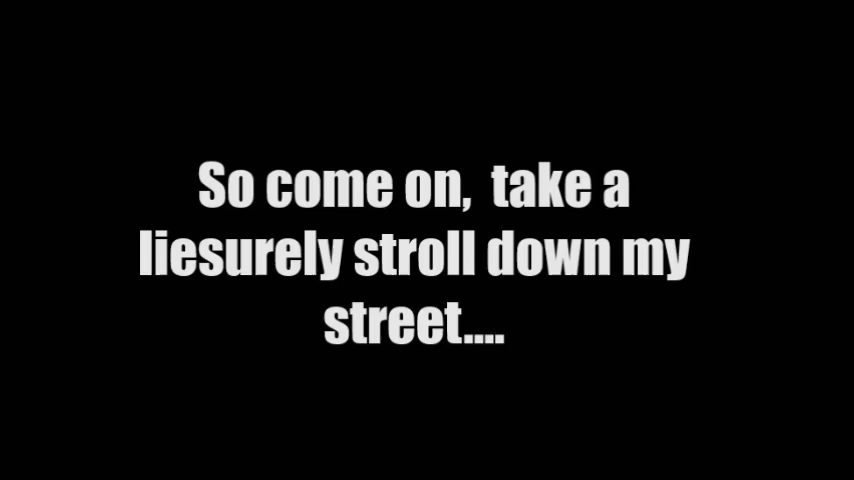 So come on,  take a
liesurely stroll down my
street....